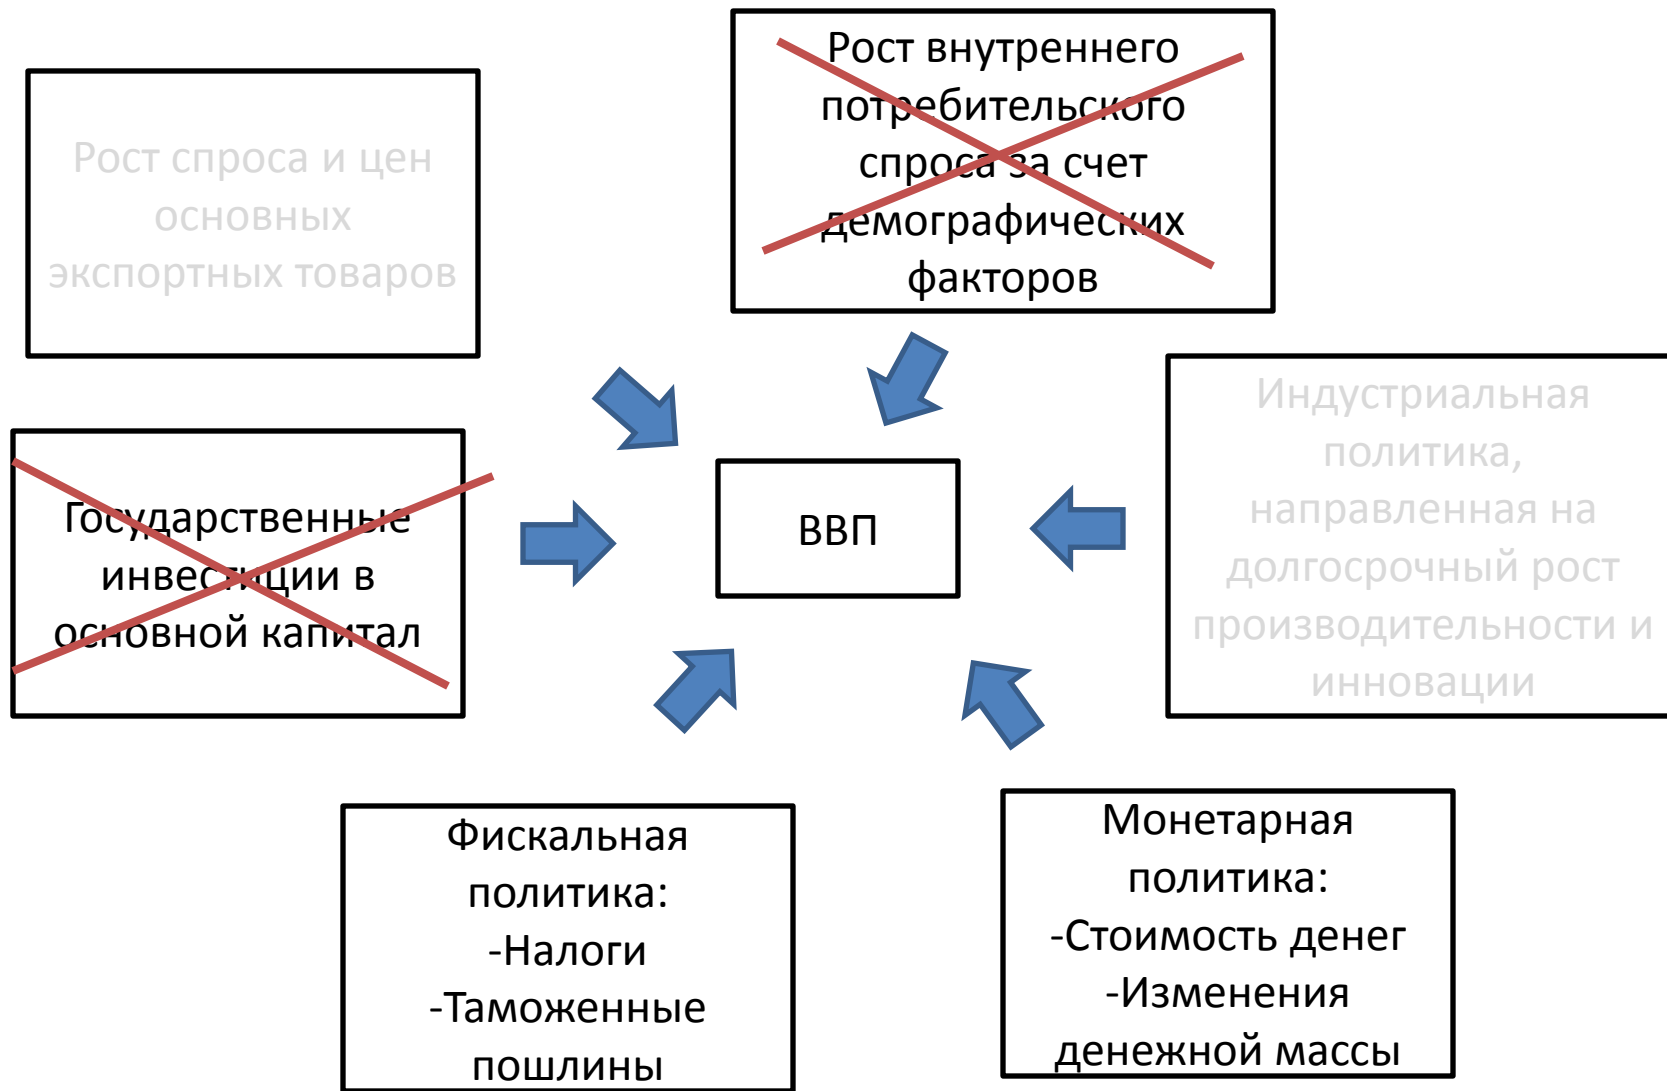 Рост внутреннего
потребительского
спроса за счет
демографических
факторов
Рост спроса и цен
основных
экспортных товаров
Индустриальная
политика,
направленная на
долгосрочный рост
производительности и
инновации
Государственные
инвестиции в
основной капитал
ВВП
Фискальная
политика:
-Налоги
-Таможенные
пошлины
Монетарная
политика:
-Стоимость денег
-Изменения
денежной массы